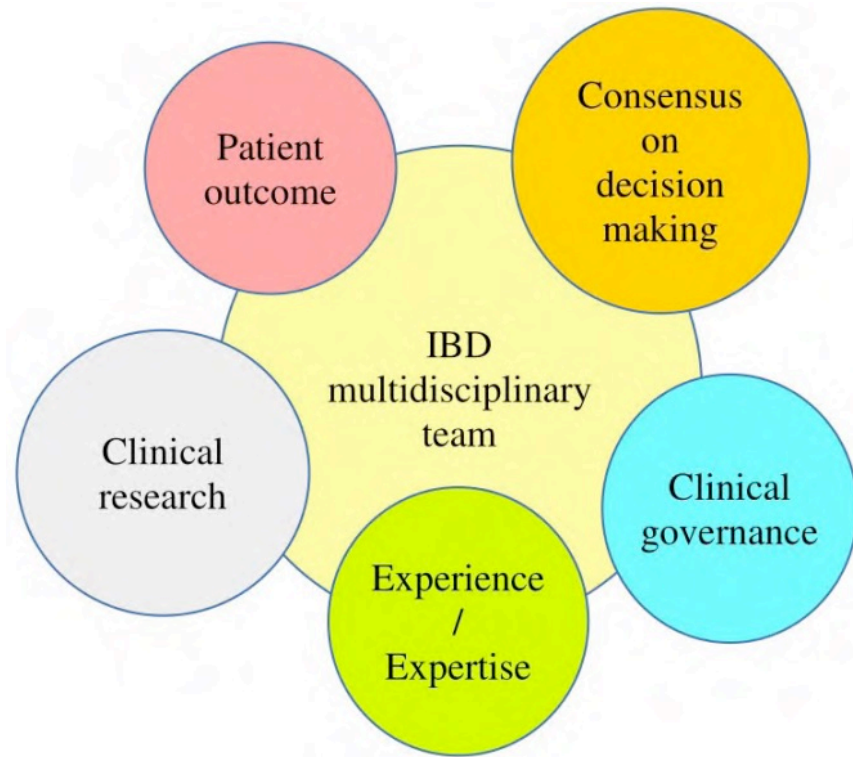 Patient
outcome
Consensus
on
decision
making
IBD
multidisciplinary
team
Clinical
research
Clinical
governance
Experience
/
Expertise